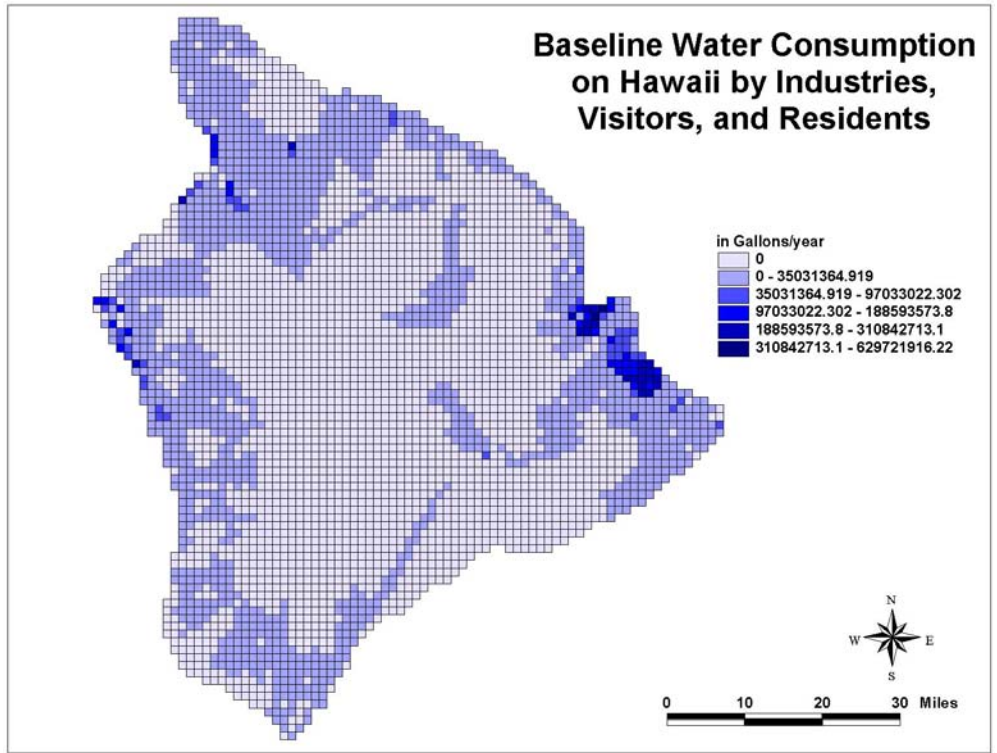 Baseline Water Consumption
on Hawaii by Industries,
Visitors, and Residents
in Gallons/year
0
0 - 35031364.919
35031364.919 - 97033022.302
97033022.302 - 188593573.8
188593573.8 - 310842713.1
310842713.1 - 629721916.22
N
W E
S
0 10 20 30 Miles